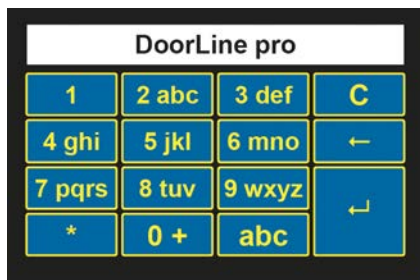 DoorLine pro
1 2 abc 3 def C
4 ghi 5 jkl 6 mno ←
7 pqrs 8 tuv 9 wxyz ↵
* 0 + abc